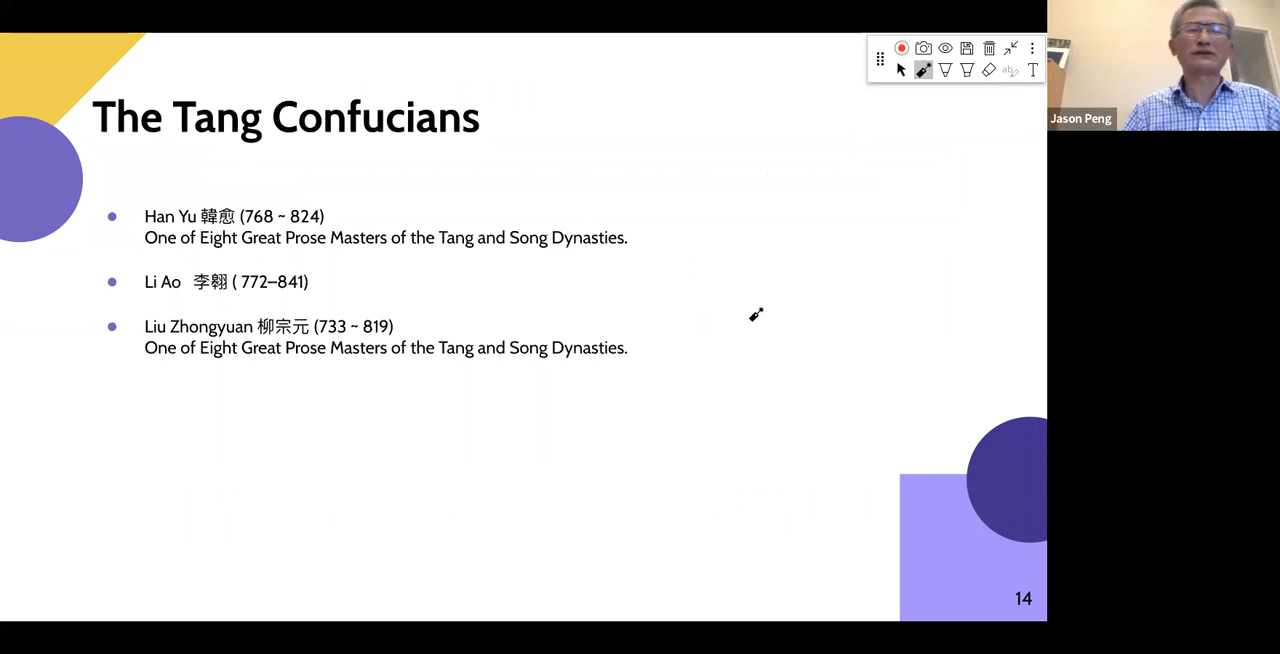 The Tang Confucians
Han Yu 韓愈 (768 ~ 824)
One of Eight Great Prose Masters of the Tang and Song Dynasties.
Li Ao 李翱 ( 772–841)
Liu Zhongyuan 柳宗元 (733 ~ 819)
One of Eight Great Prose Masters of the Tang and Song Dynasties.
14
ab
T
Jason Peng